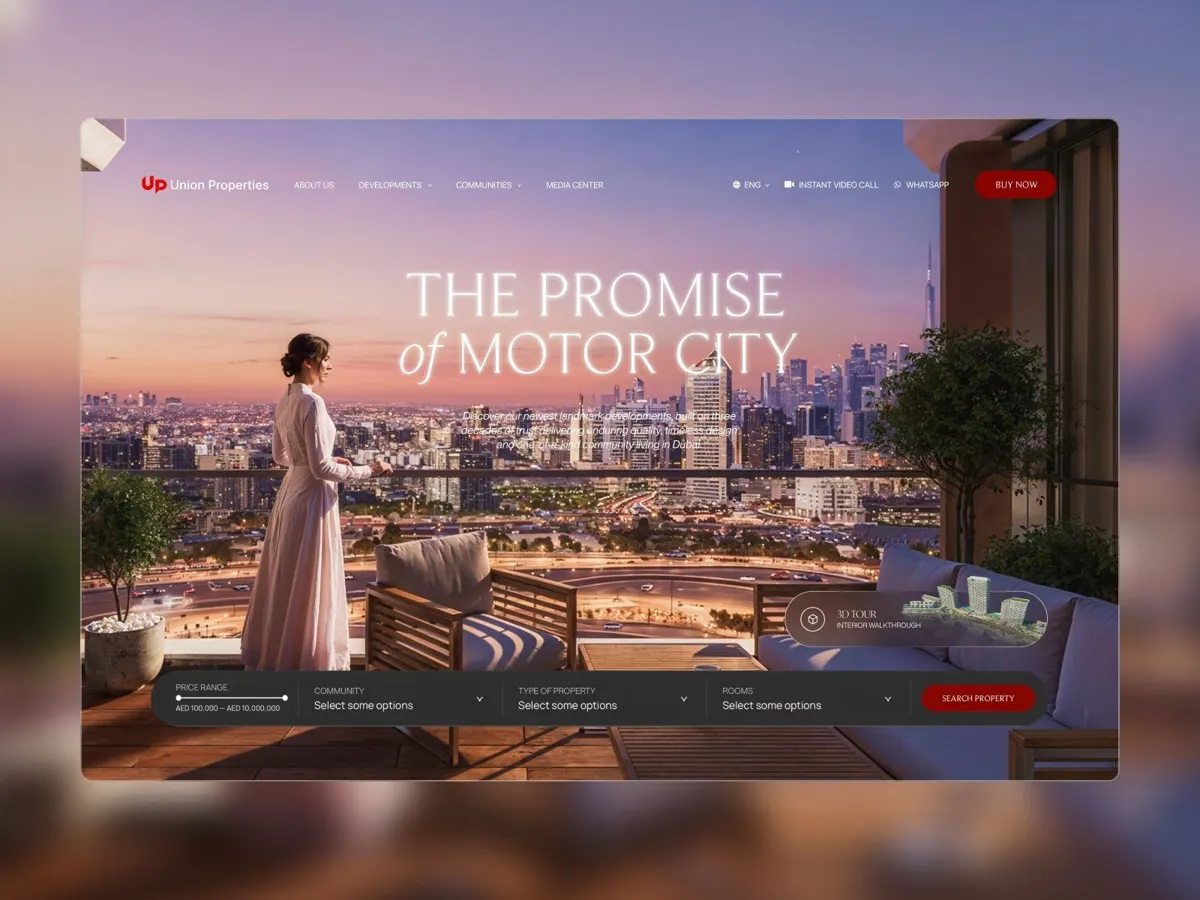 Up Union Properties
ABOUT US
DEVELOPMENTS
COMMUNITIES
MEDIA CENTER
ENG
INSTANT VIDEO CALL
WHATSAPP
BUY NOW
THE PROMISE
of MOTOR CITY
Discover our newest landmark developments, built on three
decades of trust delivering enduring quality, timeless design
and one-of-a-kind community living in Dubai.
3D TOUR
INTERIOR WALKTHROUGH
PRICE RANGE
AED 100,000 — AED 10,000,000
COMMUNITY
Select some options
TYPE OF PROPERTY
Select some options
ROOMS
Select some options
SEARCH PROPERTY